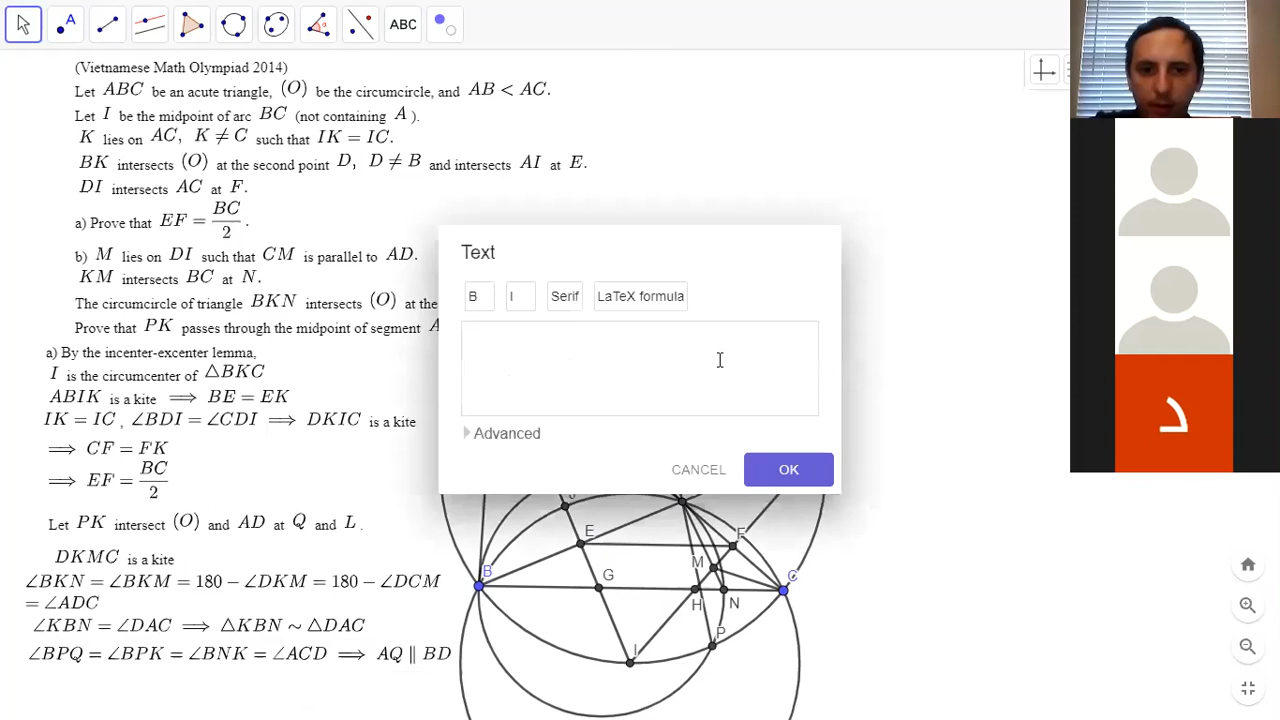 ABC
(Vietnamese Math Olympiad 2014)
Let ABC be an acute triangle, (O) be the circumcircle, and AB < AC.
Let I be the midpoint of arc BC (not containing A ).
K lies on AC, K ≠ C such that IK = IC.
BK intersects (O) at the second point D, D ≠ B and intersects AI at E.
DI intersects AC at F.
a) Prove that EF = BC/2 .
b) M lies on DI such that CM is parallel to AD.
KM intersects BC at N.
The circumcircle of triangle BKN intersects (O) at the
Prove that PK passes through the midpoint of segment
a) By the incenter-excenter lemma,
I is the circumcenter of △BKC
ABIK is a kite ⟹ BE = EK
IK = IC , ∠BDI = ∠CDI ⟹ DKIC is a kite
⟹ CF = FK
⟹ EF = BC/2
Let PK intersect (O) and AD at Q and L .
DKMC is a kite
∠BKN = ∠BKM = 180 − ∠DKM = 180 − ∠DCM
= ∠ADC
∠KBN = ∠DAC ⟹ △KBN ∼ △DAC
∠BPQ = ∠BPK = ∠BNK = ∠ACD ⟹ AQ ∥ BD
Text
B I Serif LaTeX formula
Advanced
CANCEL OK
E
F
M
B
G
C
H
N
P
I
כ